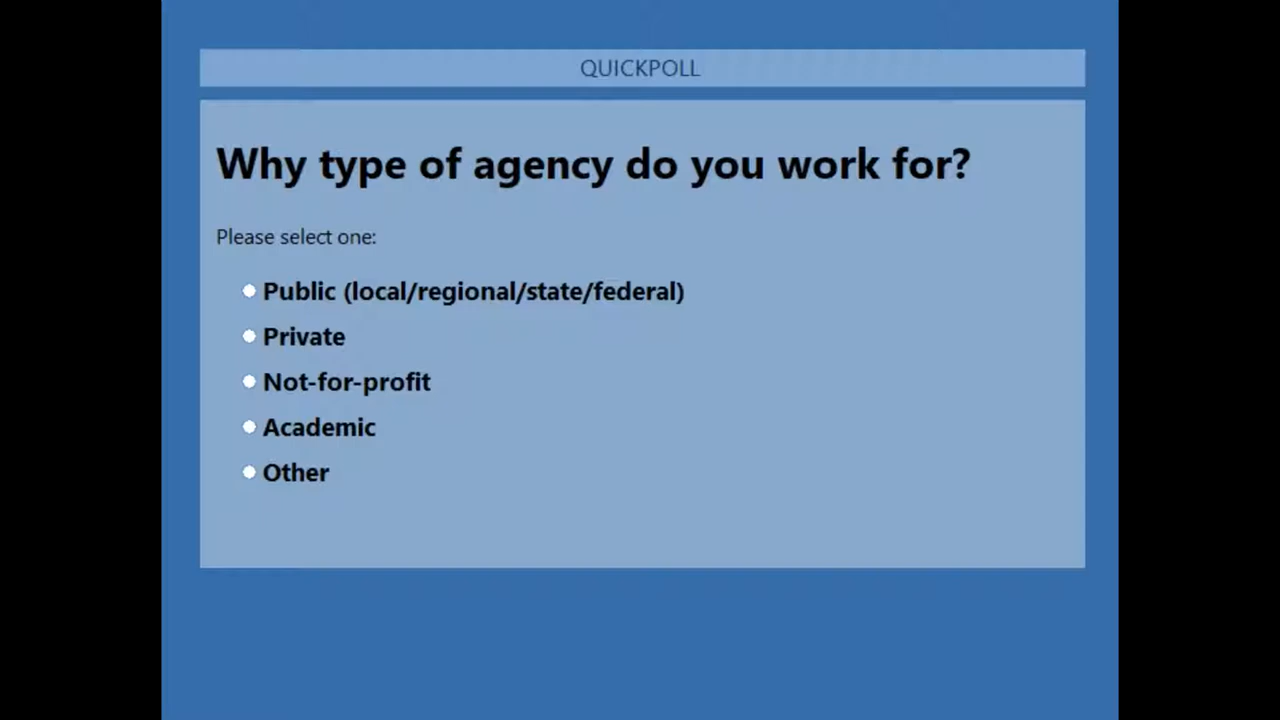 QUICKPOLL
Why type of agency do you work for?
Please select one:
Public (local/regional/state/federal)
Private
Not-for-profit
Academic
Other